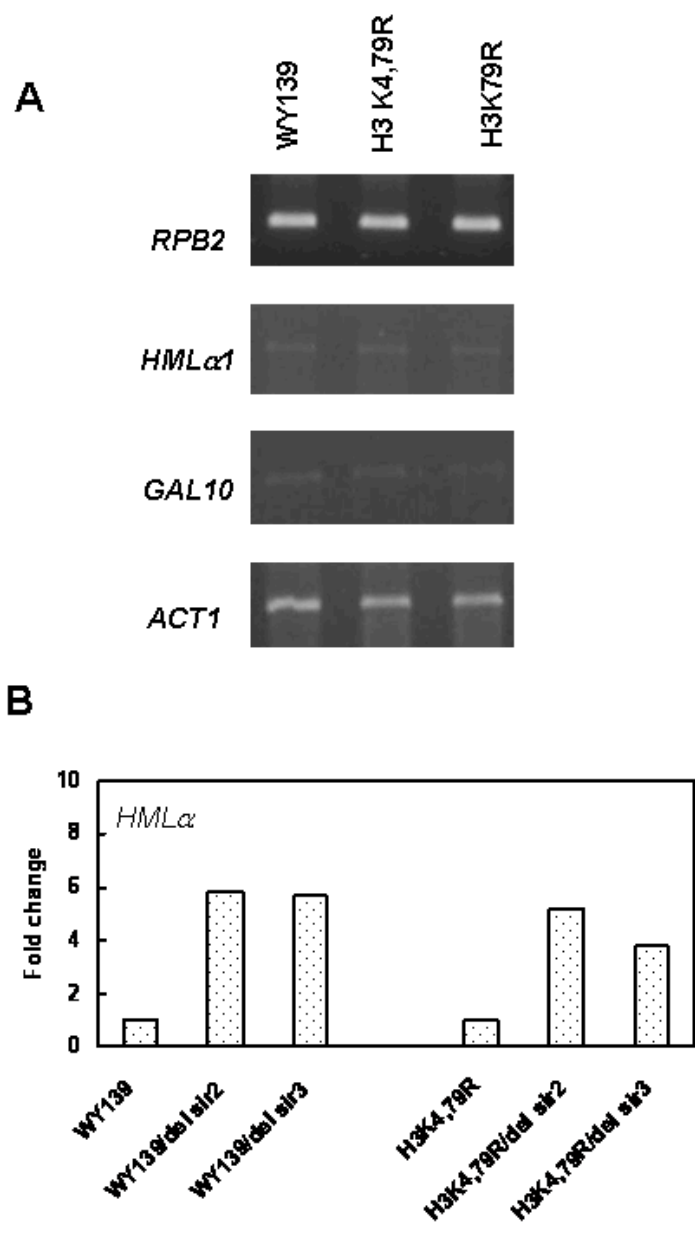 A
WY139
H3 K4,79R
H3K79R
RPB2
HMLα1
GAL10
ACT1
B
10
8
6
4
2
0
Fold change
HMLα
WY139
WY139/del sir2
WY139/del sir3
H3K4,79R
H3K4,79R/del sir2
H3K4,79R/del sir3